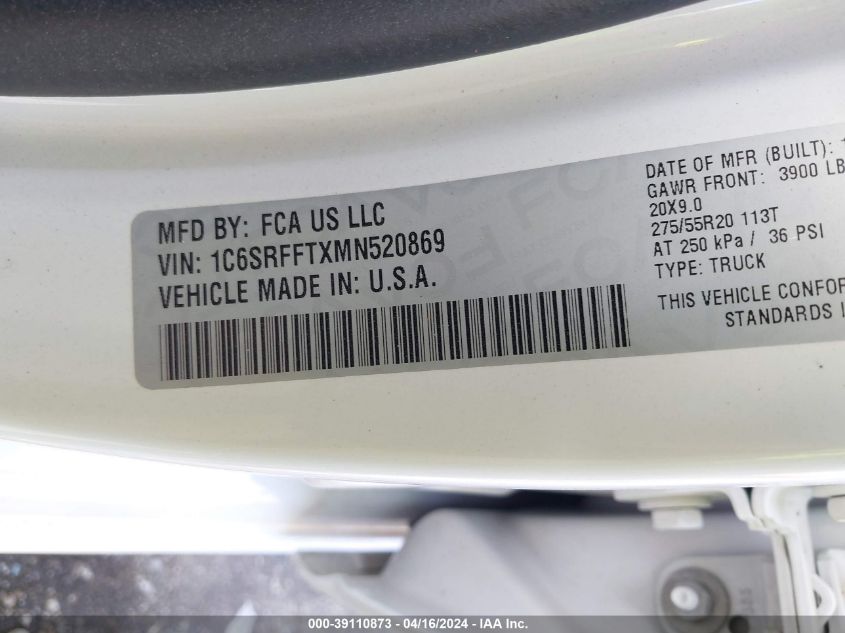 MFD BY: FCA US LLC
VIN: 1C6SRFFTXMN520869
VEHICLE MADE IN: U.S.A.
DATE OF MFR (BUILT): 1
GAWR FRONT: 3900 LB
20X9.0
275/55R20 113T
AT 250 kPa / 36 PSI
TYPE: TRUCK
THIS VEHICLE CONFOR
STANDARDS I
000-39110873 - 04/16/2024 - IAA Inc.